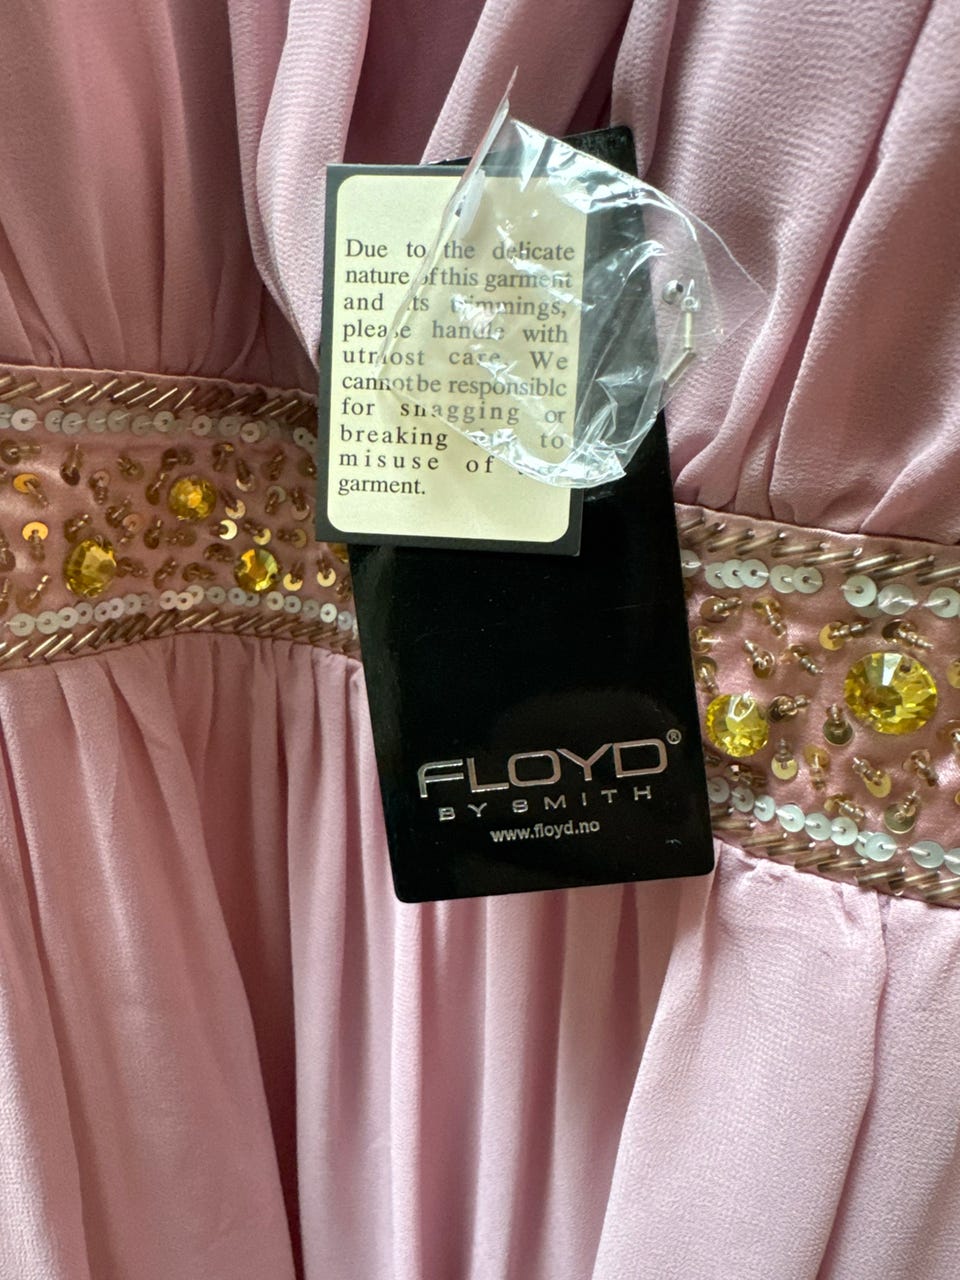 Due to the delicate
nature of this garment
and its trimmings,
please handle with
utmost care. We
cannot be responsible
for snagging or
breaking to
misuse of
garment.
FLOYD®
BY SMITH
www.floyd.no